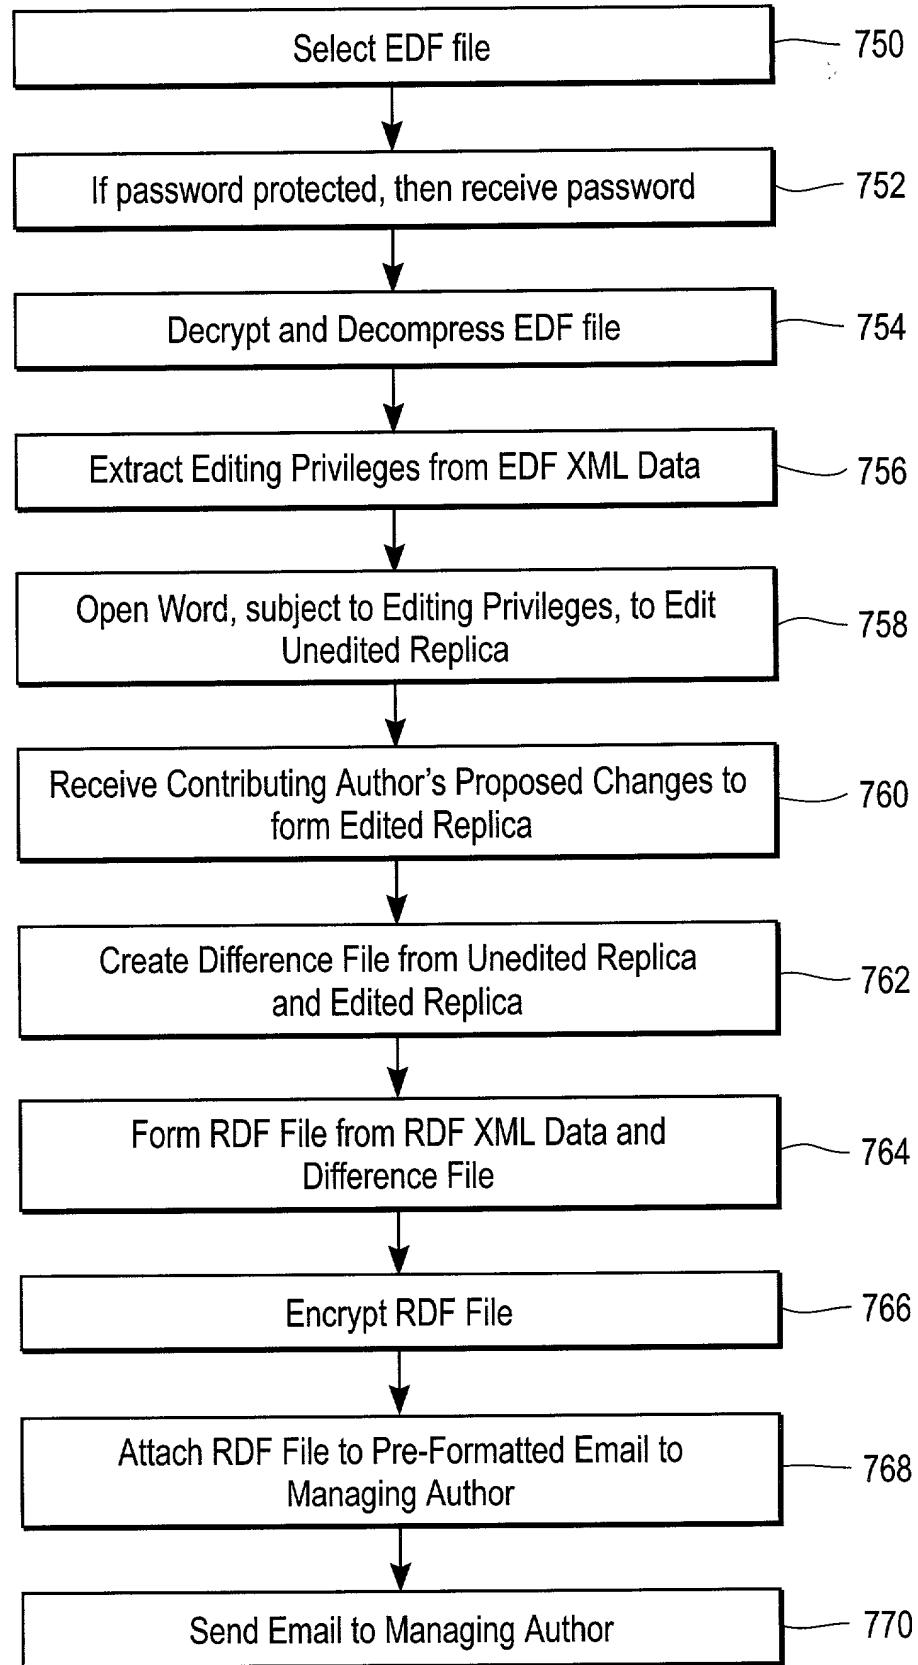 Select EDF file
750
If password protected, then receive password
752
Decrypt and Decompress EDF file
754
Extract Editing Privileges from EDF XML Data
756
Open Word, subject to Editing Privileges, to Edit
Unedited Replica
758
Receive Contributing Author's Proposed Changes to
form Edited Replica
760
Create Difference File from Unedited Replica
and Edited Replica
762
Form RDF File from RDF XML Data and
Difference File
764
Encrypt RDF File
766
Attach RDF File to Pre-Formatted Email to
Managing Author
768
Send Email to Managing Author
770